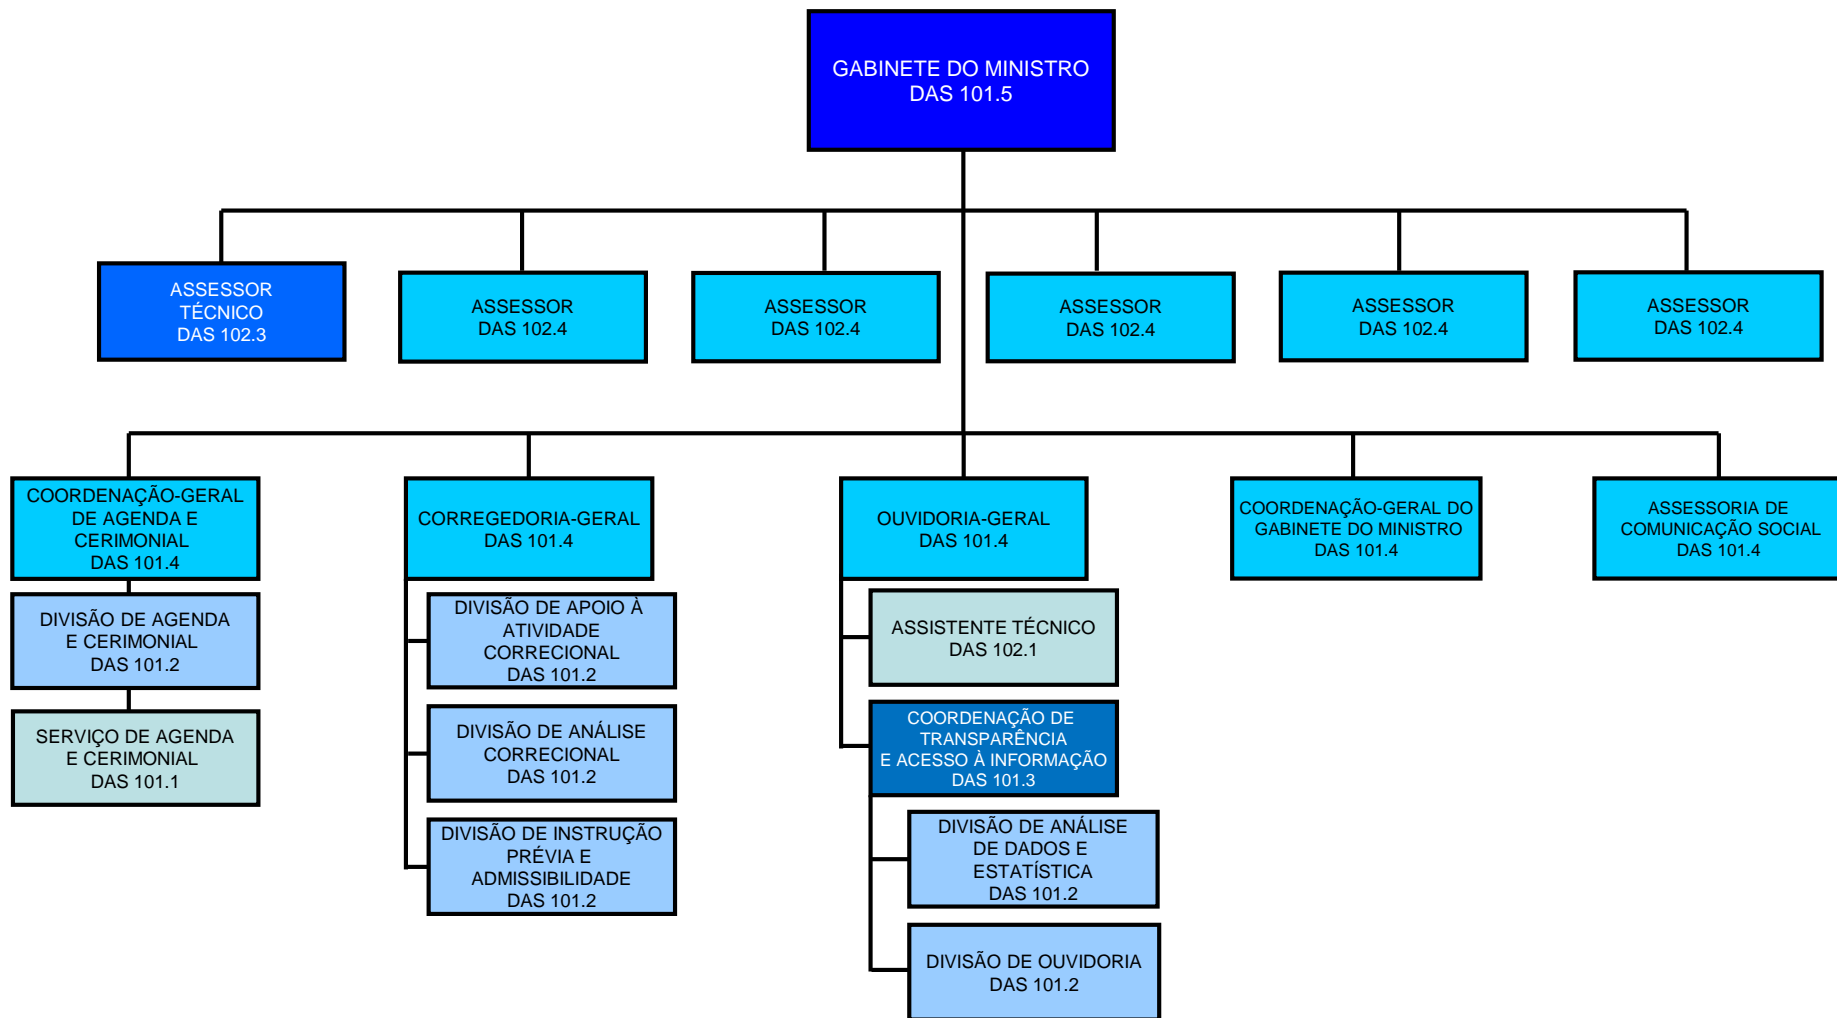 GABINETE DO MINISTRO
DAS 101.5
ASSESSOR
TÉCNICO
DAS 102.3
ASSESSOR
DAS 102.4
ASSESSOR
DAS 102.4
ASSESSOR
DAS 102.4
ASSESSOR
DAS 102.4
ASSESSOR
DAS 102.4
COORDENAÇÃO-GERAL
DE AGENDA E
CERIMONIAL
DAS 101.4
DIVISÃO DE AGENDA
E CERIMONIAL
DAS 101.2
SERVIÇO DE AGENDA
E CERIMONIAL
DAS 101.1
CORREGEDORIA-GERAL
DAS 101.4
DIVISÃO DE APOIO À
ATIVIDADE
CORRECIONAL
DAS 101.2
DIVISÃO DE ANÁLISE
CORRECIONAL
DAS 101.2
DIVISÃO DE INSTRUÇÃO
PRÉVIA E
ADMISSIBILIDADE
DAS 101.2
OUVIDORIA-GERAL
DAS 101.4
ASSISTENTE TÉCNICO
DAS 102.1
COORDENAÇÃO DE
TRANSPARÊNCIA
E ACESSO À INFORMAÇÃO
DAS 101.3
DIVISÃO DE ANÁLISE
DE DADOS E
ESTATÍSTICA
DAS 101.2
DIVISÃO DE OUVIDORIA
DAS 101.2
COORDENAÇÃO-GERAL DO
GABINETE DO MINISTRO
DAS 101.4
ASSESSORIA DE
COMUNICAÇÃO SOCIAL
DAS 101.4